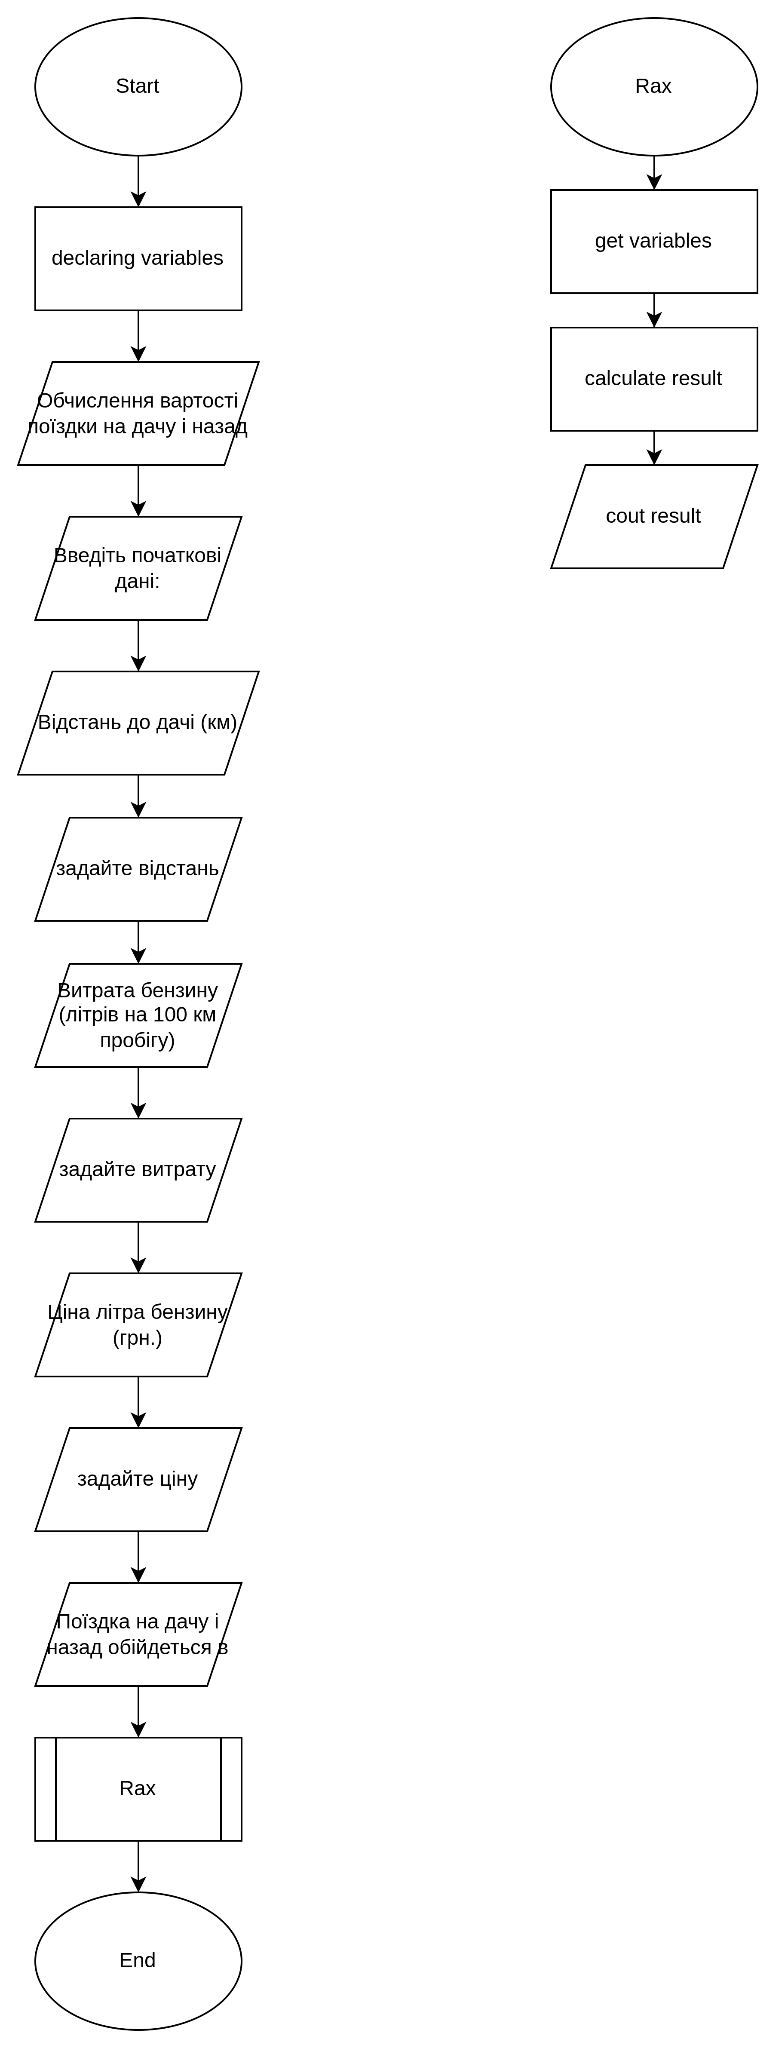 Start
declaring variables
Обчислення вартості
поїздки на дачу і назад
Введіть початкові
дані:
Відстань до дачі (км)
задайте відстань
Витрата бензину
(літрів на 100 км
пробігу)
задайте витрату
Ціна літра бензину
(грн.)
задайте ціну
Поїздка на дачу і
назад обійдеться в
Rax
End
Rax
get variables
calculate result
cout result